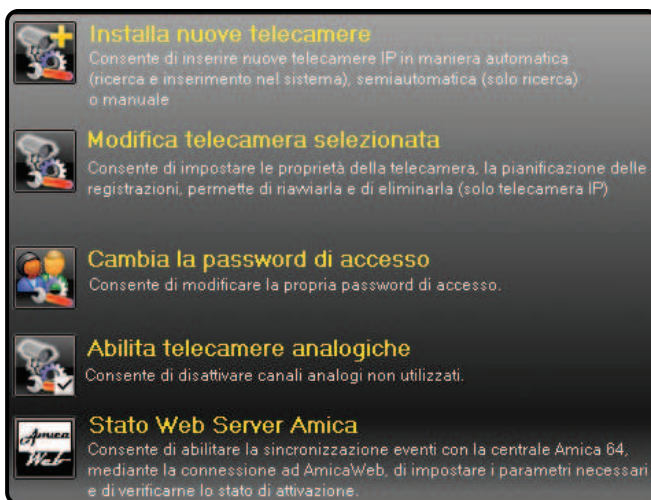 Installa nuove telecamere
Consente di inserire nuove telecamere IP in maniera automatica
(ricerca e inserimento nel sistema), semiautomatica (solo ricerca)
o manuale
Modifica telecamera selezionata
Consente di impostare le proprietà della telecamera, la pianificazione delle
registrazioni, permette di riavviarla e di eliminarla (solo telecamera IP)
Cambia la password di accesso
Consente di modificare la propria password di accesso.
Abilita telecamere analogiche
Consente di disattivare canali analogi non utilizzati.
Amica
Web
Stato Web Server Amica
Consente di abilitare la sincronizzazione eventi con la centrale Amica 64,
mediante la connessione ad AmicaWeb, di impostare i parametri necessari
e di verificarne lo stato di attivazione.